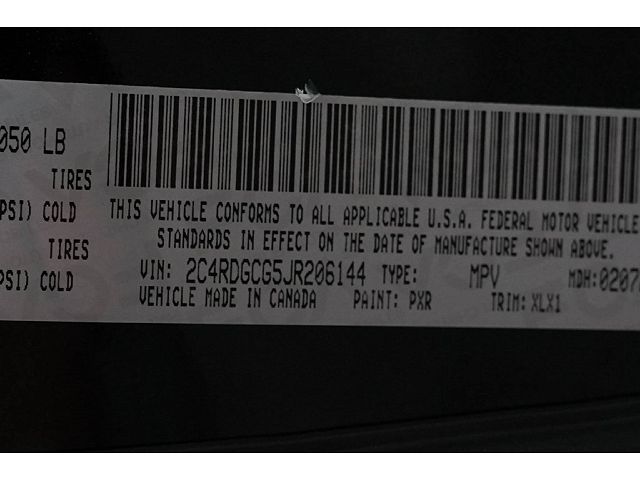 050 LB
TIRES
PSI) COLD
TIRES
PSI) COLD
THIS VEHICLE CONFORMS TO ALL APPLICABLE U.S.A. FEDERAL MOTOR VEHICLE
STANDARDS IN EFFECT ON THE DATE OF MANUFACTURE SHOWN ABOVE.
VIN: 2C4RDGCG5JR206144 TYPE: MPV MDH: 0207
VEHICLE MADE IN CANADA PAINT: PXR TRIM: XLX1